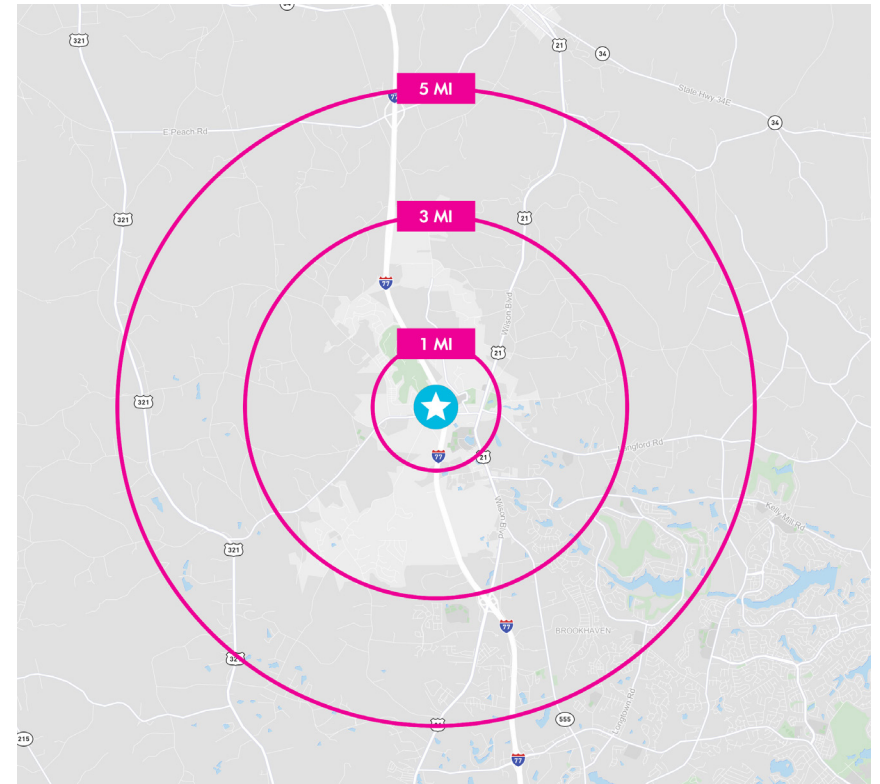 321
21
34
5 MI
77
State Hwy 34E
34
E Peach Rd
321
3 MI
21
77
Wilson Blvd
1 MI
21
321
21
77
Wilson Blvd
Kelly Mill Rd
321
77
BROOKHAVEN
Longtown Rd
555
215
77